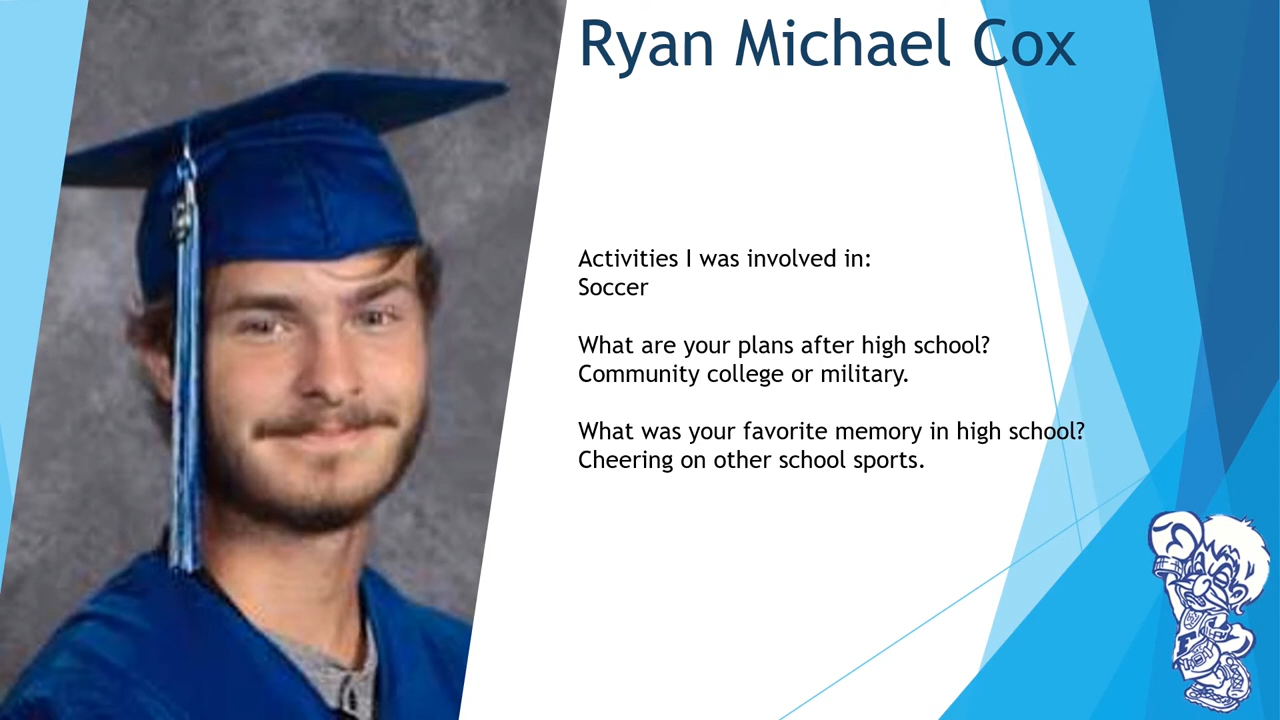 Ryan Michael Cox
Activities I was involved in:
Soccer
What are your plans after high school?
Community college or military.
What was your favorite memory in high school?
Cheering on other school sports.